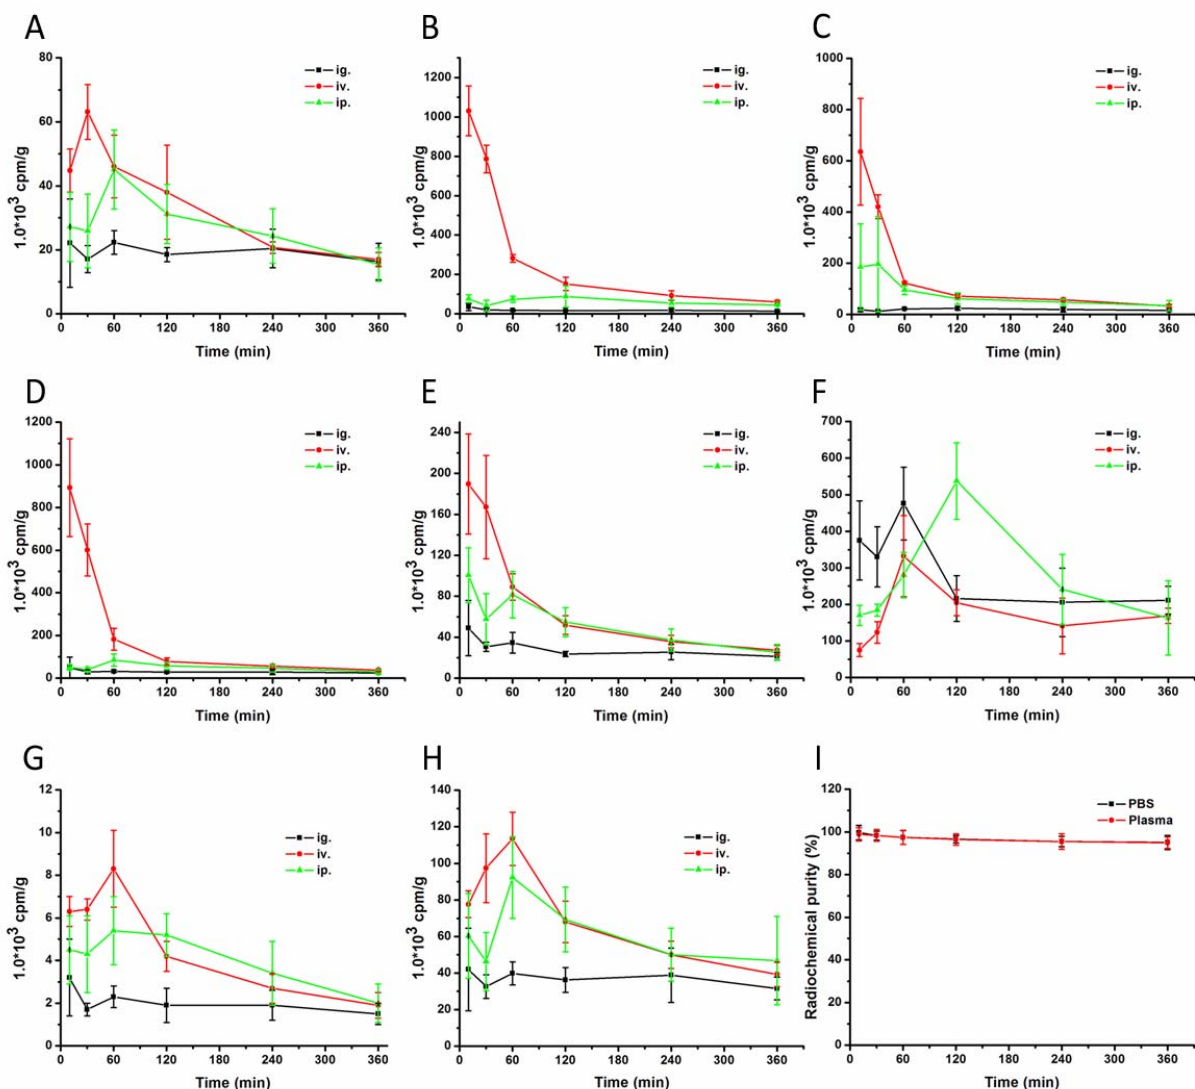 A
1.0*10³ cpm/g
80
60
40
20
0
ig.
iv.
ip.
0 60 120 180 240 300 360
Time (min)
B
1.0*10³ cpm/g
1200
1000
800
600
400
200
0
ig.
iv.
ip.
0 60 120 180 240 300 360
Time (min)
C
1.0*10³ cpm/g
1.000
800
600
400
200
0
ig.
iv.
ip.
0 60 120 180 240 300 360
Time (min)
D
1.0*10³ cpm/g
1200
1000
800
600
400
200
0
ig.
iv.
ip.
0 60 120 180 240 300 360
Time (min)
E
1.0*10³ cpm/g
240
200
160
120
80
40
0
ig.
iv.
ip.
0 60 120 180 240 300 360
Time (min)
F
1.0*10³ cpm/g
700
600
500
400
300
200
100
0
ig.
iv.
ip.
0 60 120 180 240 300 360
Time (min)
G
1.0*10³ cpm/g
12
10
8
6
4
2
0
ig.
iv.
ip.
0 60 120 180 240 300 360
Time (min)
H
1.0*10³ cpm/g
140
120
100
80
60
40
20
0
ig.
iv.
ip.
0 60 120 180 240 300 360
Time (min)
I
Radiochemical purity (%)
120
100
80
60
40
20
0
PBS
Plasma
0 60 120 180 240 300 360
Time (min)